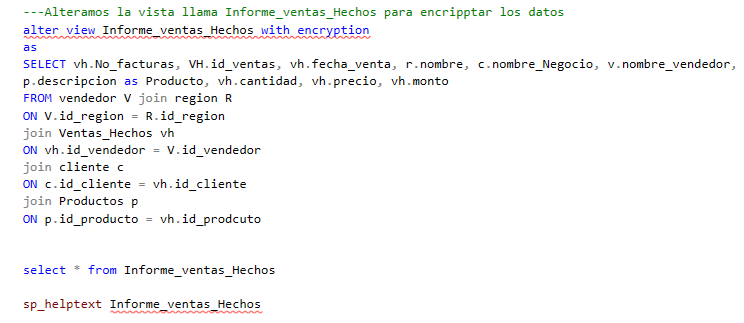 ---Alteramos la vista llama Informe_ventas_Hechos para encripptar los datos
alter view Informe_ventas_Hechos with encryption
as
SELECT vh.No_facturas, VH.id_ventas, vh.fecha_venta, r.nombre, c.nombre_Negocio, v.nombre_vendedor,
p.descripcion as Producto, vh.cantidad, vh.precio, vh.monto
FROM vendedor V join region R
ON V.id_region = R.id_region
join Ventas_Hechos vh
ON vh.id_vendedor = V.id_vendedor
join cliente c
ON c.id_cliente = vh.id_cliente
join Productos p
ON p.id_producto = vh.id_prodcuto
select * from Informe_ventas_Hechos
sp_helptext Informe_ventas_Hechos